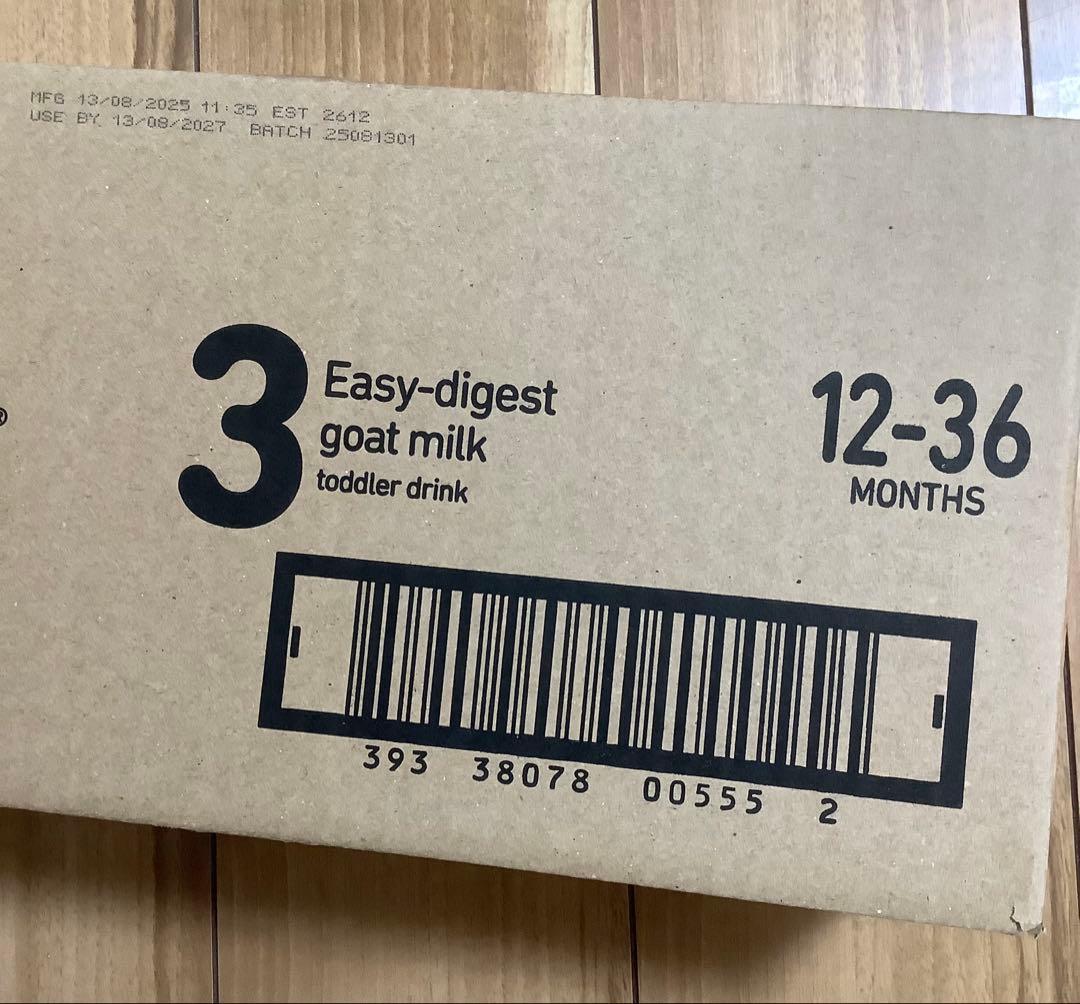 MFG 13/08/2025 11:35 EST 2612
USE BY 13/08/2027 BATCH 25081301
®
3
Easy-digest
goat milk
toddler drink
12-36
MONTHS
393 38078 00555 2